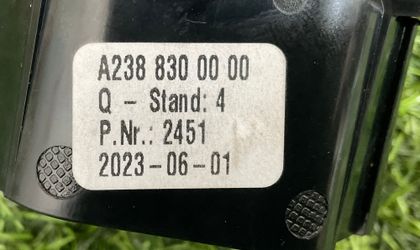 A238 830 00 00
Q - Stand: 4
P.Nr.: 2451
2023-06-01